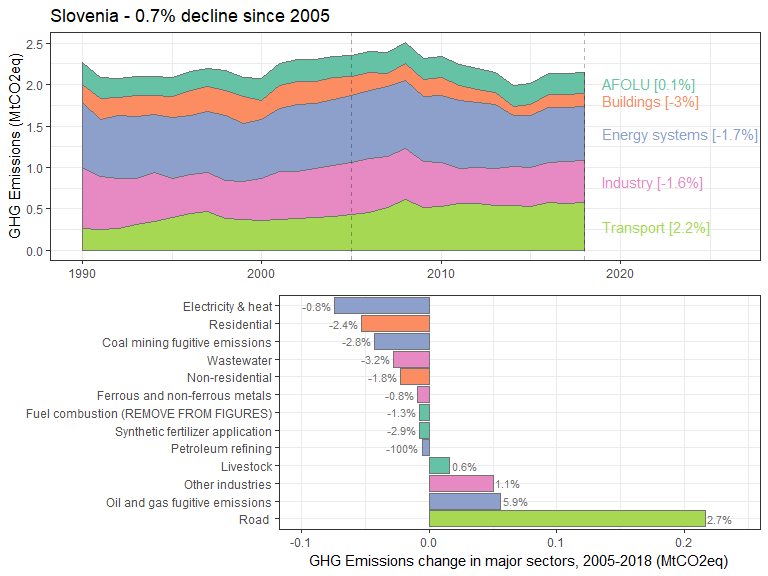 Slovenia - 0.7% decline since 2005
GHG Emissions (MtCO2eq)
2.5
2.0
1.5
1.0
0.5
0.0
AFOLU [0.1%]
Buildings [-3%]
Energy systems [-1.7%]
Industry [-1.6%]
Transport [2.2%]
1990 2000 2010 2020
Electricity & heat -0.8%
Residential -2.4%
Coal mining fugitive emissions -2.8%
Wastewater -3.2%
Non-residential -1.8%
Ferrous and non-ferrous metals -0.8%
Fuel combustion (REMOVE FROM FIGURES) -1.3%
Synthetic fertilizer application -2.9%
Petroleum refining -100%
Livestock 0.6%
Other industries 1.1%
Oil and gas fugitive emissions 5.9%
Road 2.7%
-0.1 0.0 0.1 0.2
GHG Emissions change in major sectors, 2005-2018 (MtCO2eq)